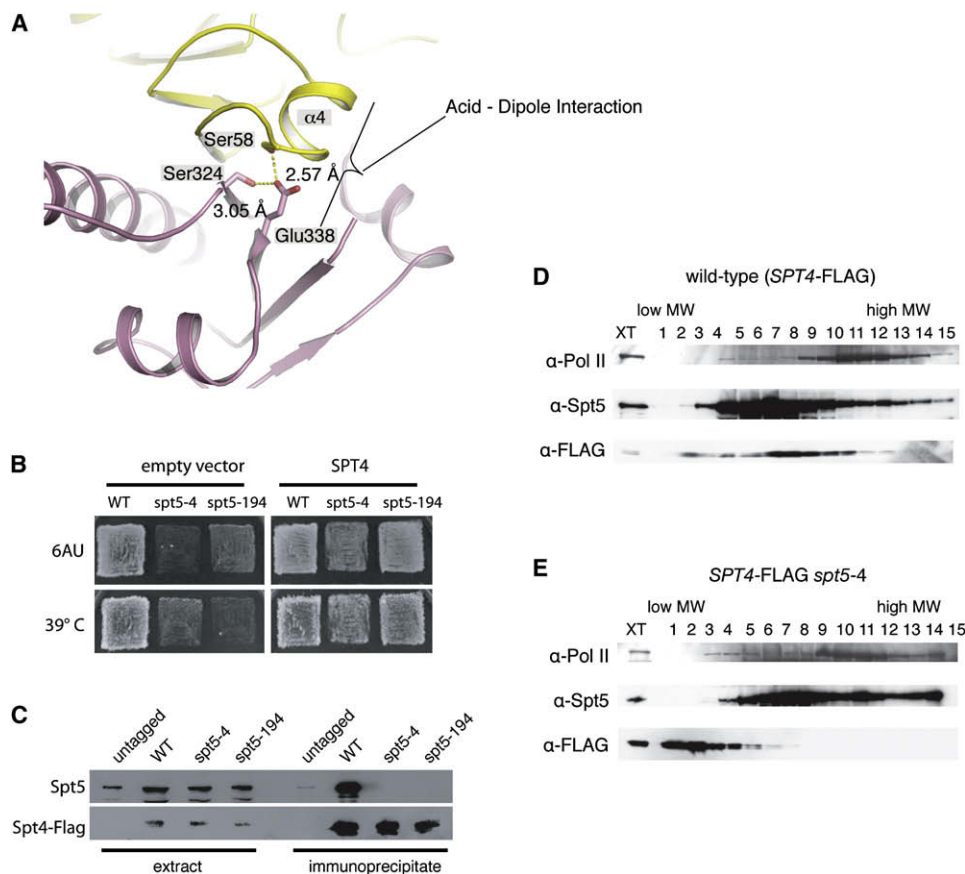 A
α4
Acid - Dipole Interaction
Ser58
Ser324
2.57 Å
3.05 Å
Glu338
B
empty vector SPT4
WT spt5-4 spt5-194 WT spt5-4 spt5-194
6AU
39° C
C
untagged WT spt5-4 spt5-194 untagged WT spt5-4 spt5-194
Spt5
Spt4-Flag
extract immunoprecipitate
D
wild-type (SPT4-FLAG)
low MW high MW
XT 1 2 3 4 5 6 7 8 9 10 11 12 13 14 15
α-Pol II
α-Spt5
α-FLAG
E
SPT4-FLAG spt5-4
low MW high MW
XT 1 2 3 4 5 6 7 8 9 10 11 12 13 14 15
α-Pol II
α-Spt5
α-FLAG